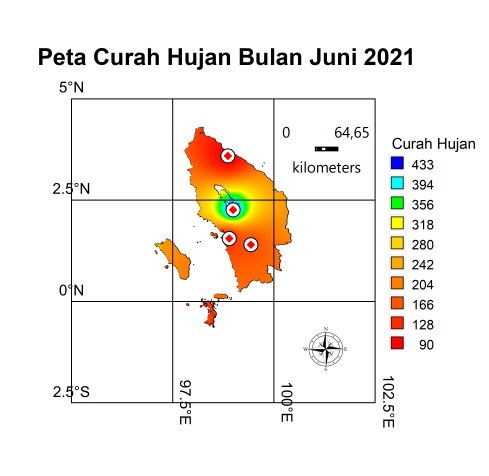 Peta Curah Hujan Bulan Juni 2021
5°N
2.5°N
0°N
2.5°S
97.5°E
100°E
102.5°E
0 64,65
kilometers
N
W E
S
Curah Hujan
433
394
356
318
280
242
204
166
128
90